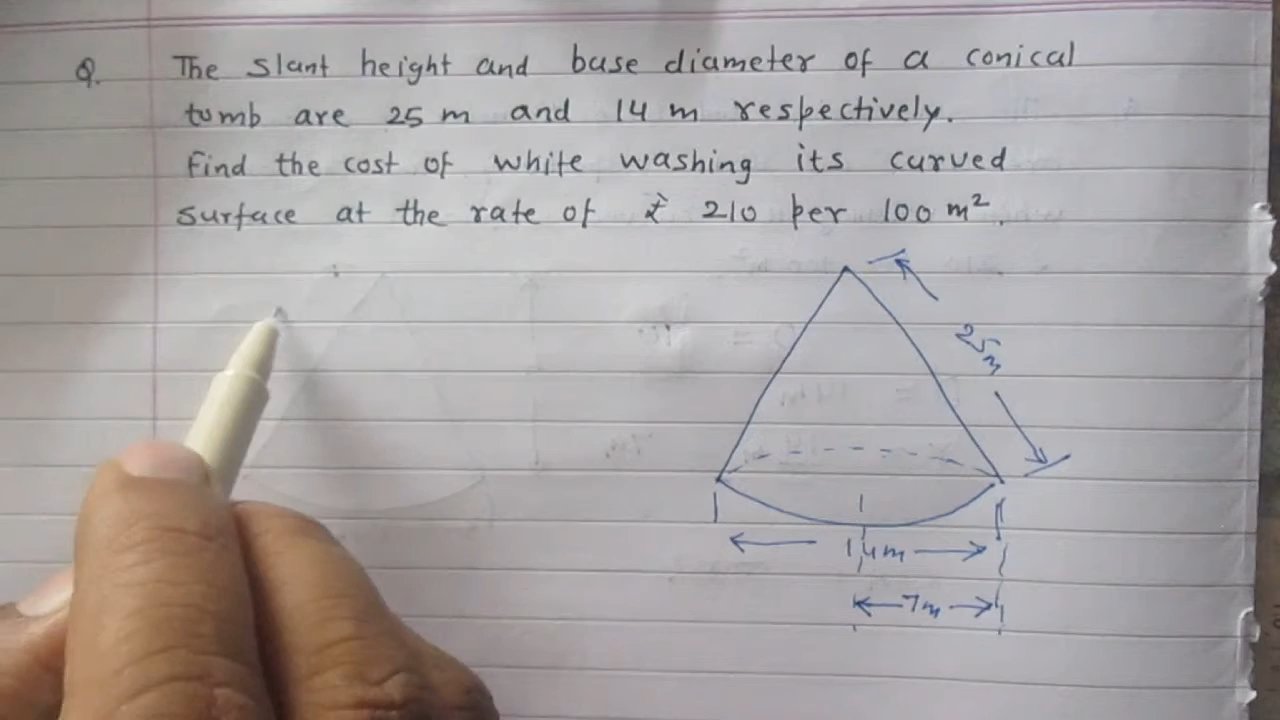 Q. The slant height and base diameter of a conical
tomb are 25 m and 14 m respectively.
Find the cost of white washing its curved
surface at the rate of ₹ 210 per 100 m².
25m
14m
7m